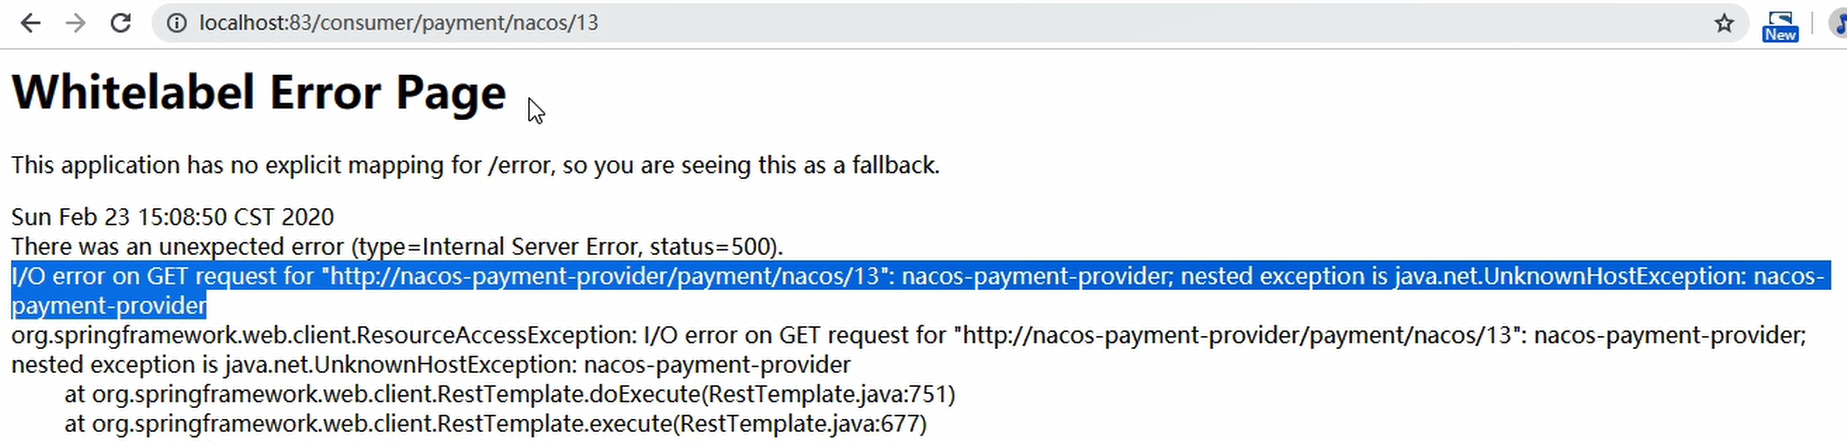 localhost:83/consumer/payment/nacos/13
New
Whitelabel Error Page
This application has no explicit mapping for /error, so you are seeing this as a fallback.
Sun Feb 23 15:08:50 CST 2020
There was an unexpected error (type=Internal Server Error, status=500).
I/O error on GET request for "http://nacos-payment-provider/payment/nacos/13": nacos-payment-provider; nested exception is java.net.UnknownHostException: nacos-
payment-provider
org.springframework.web.client.ResourceAccessException: I/O error on GET request for "http://nacos-payment-provider/payment/nacos/13": nacos-payment-provider;
nested exception is java.net.UnknownHostException: nacos-payment-provider
at org.springframework.web.client.RestTemplate.doExecute(RestTemplate.java:751)
at org.springframework.web.client.RestTemplate.execute(RestTemplate.java:677)